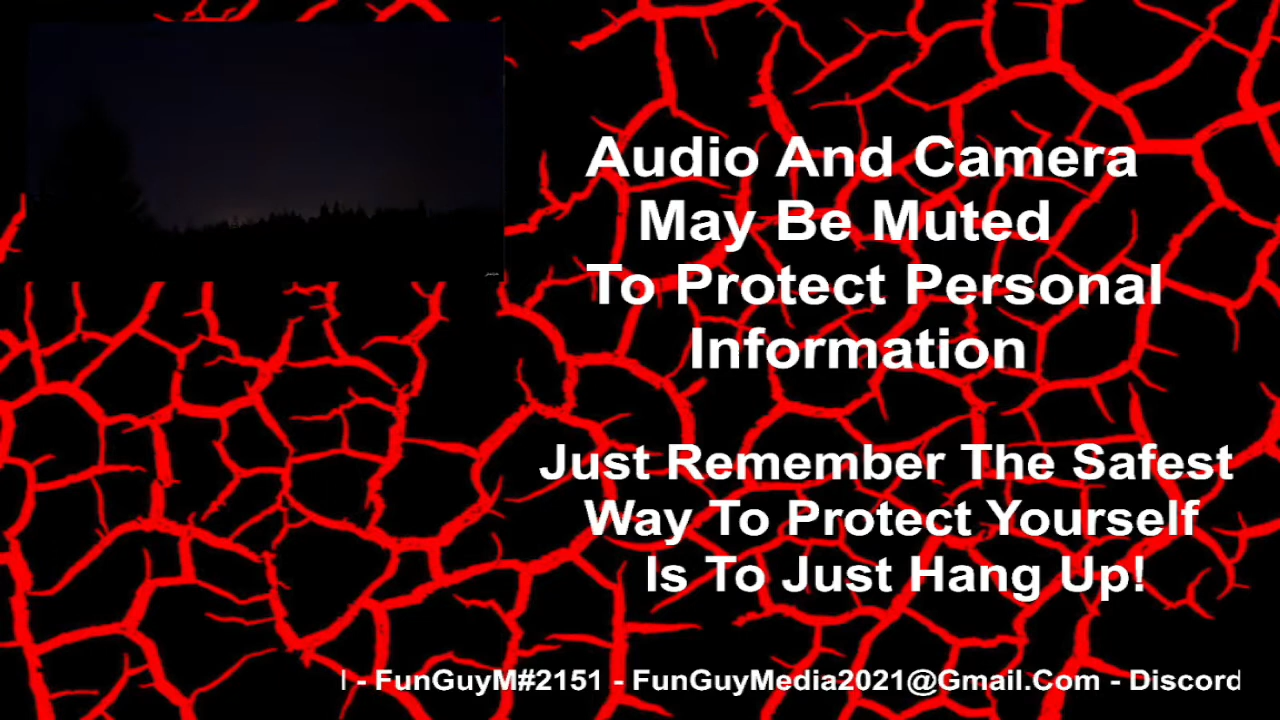 Audio And Camera
May Be Muted
To Protect Personal
Information
Just Remember The Safest
Way To Protect Yourself
Is To Just Hang Up!
- FunGuyM#2151 - FunGuyMedia2021@Gmail.Com - Discord